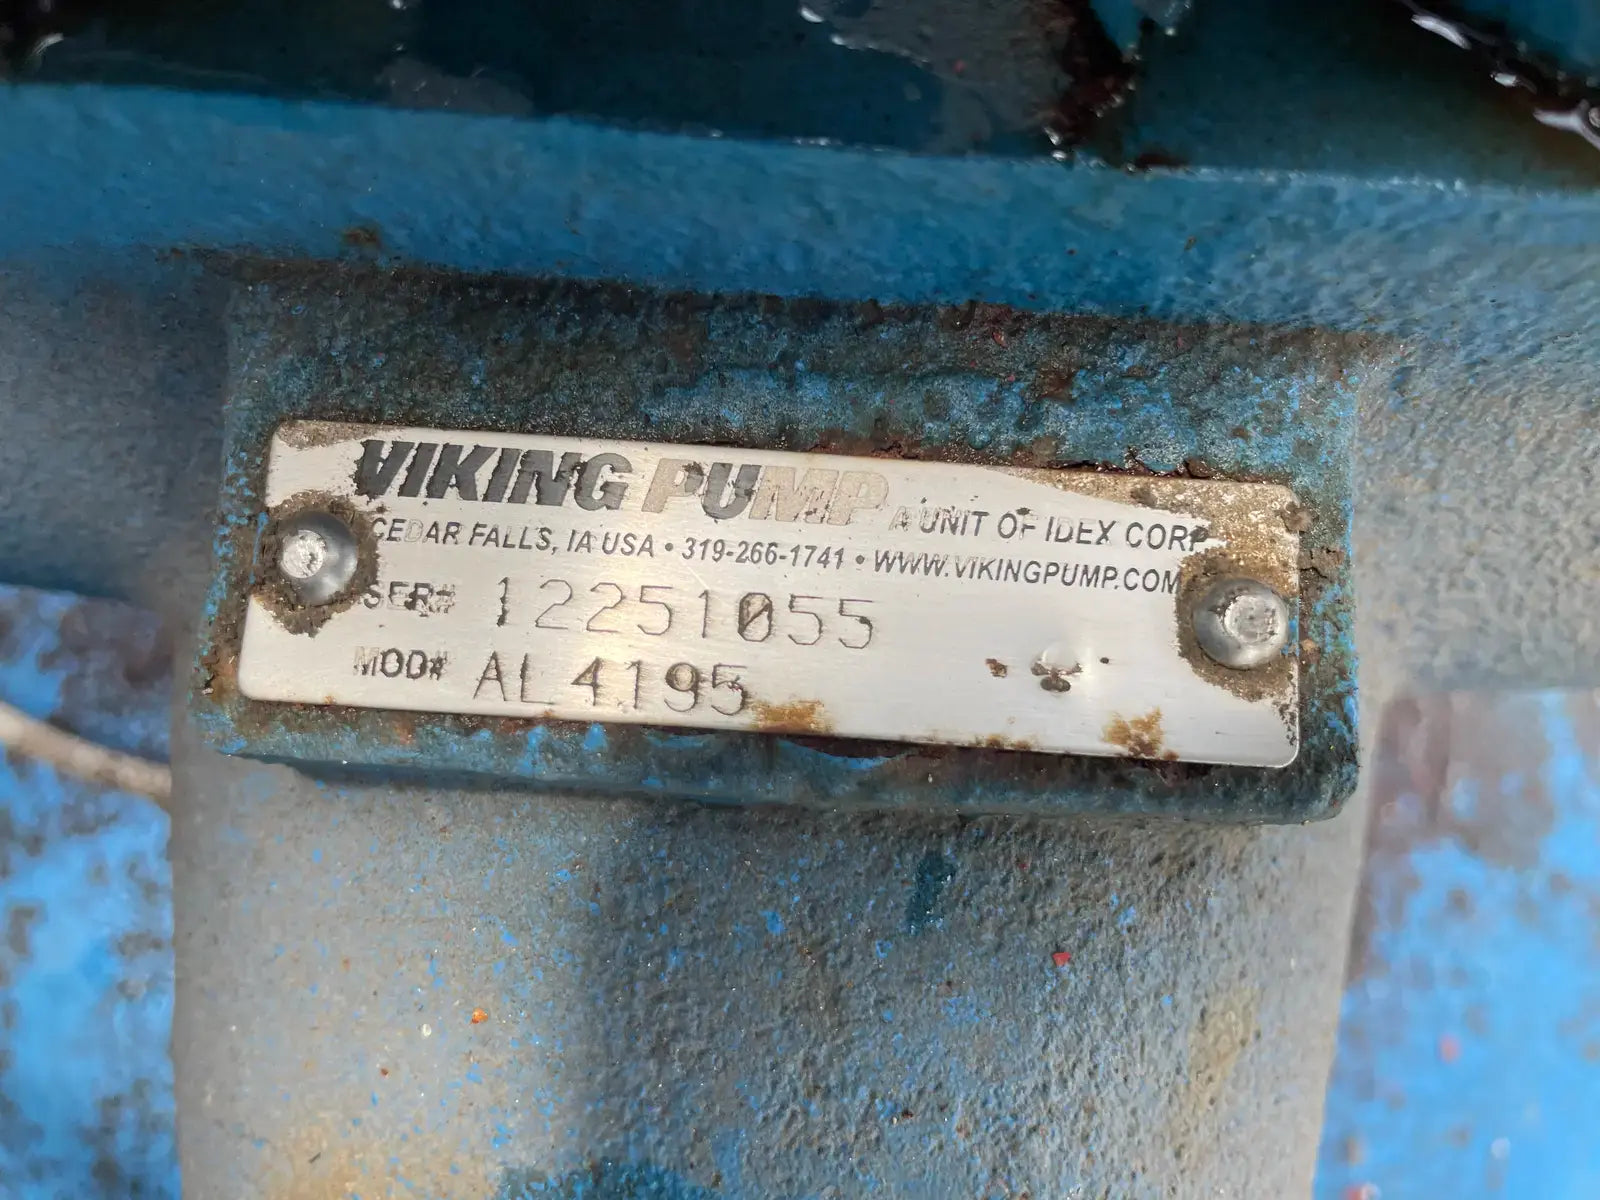 VIKING PUMP A UNIT OF IDEX CORP
CEDAR FALLS, IA USA • 319-266-1741 • WWW.VIKINGPUMP.COM
SER# 12251055
MOD# AL4195